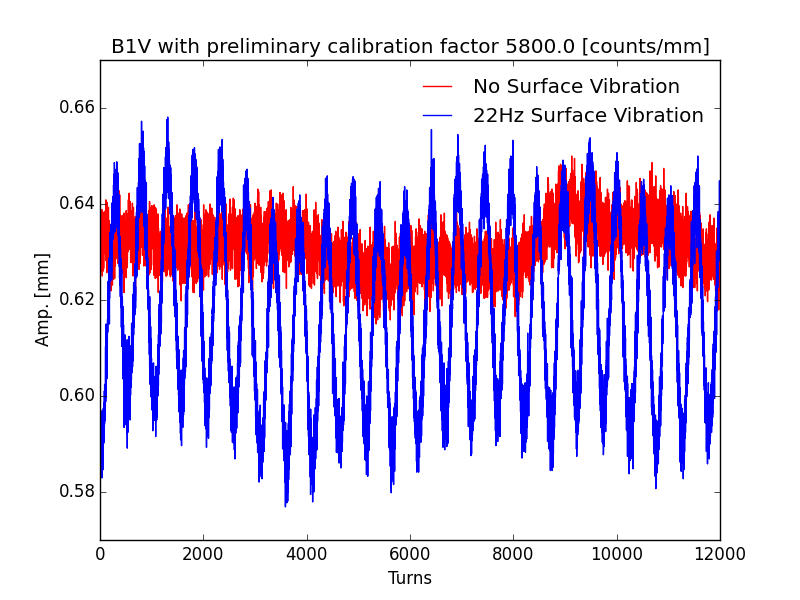 B1V with preliminary calibration factor 5800.0 [counts/mm]
No Surface Vibration
22Hz Surface Vibration
0.66
0.64
0.62
0.60
0.58
Amp. [mm]
0 2000 4000 6000 8000 10000 12000
Turns